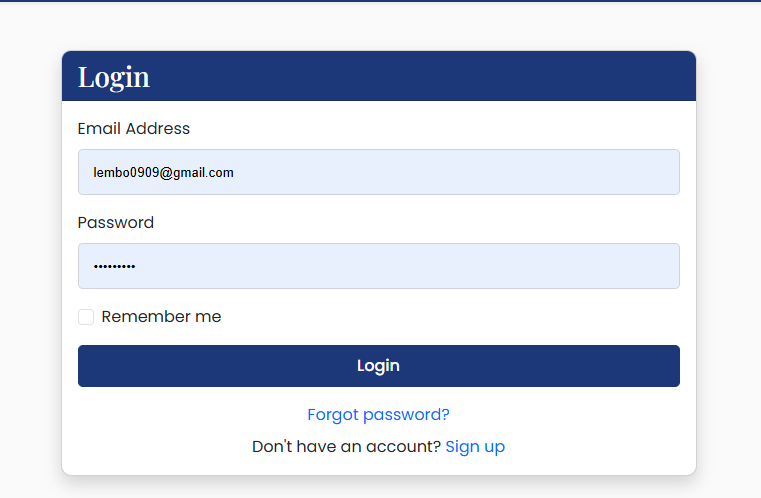 Login
Email Address
lembo0909@gmail.com
Password
•••••••••
Remember me
Login
Forgot password?
Don't have an account? Sign up